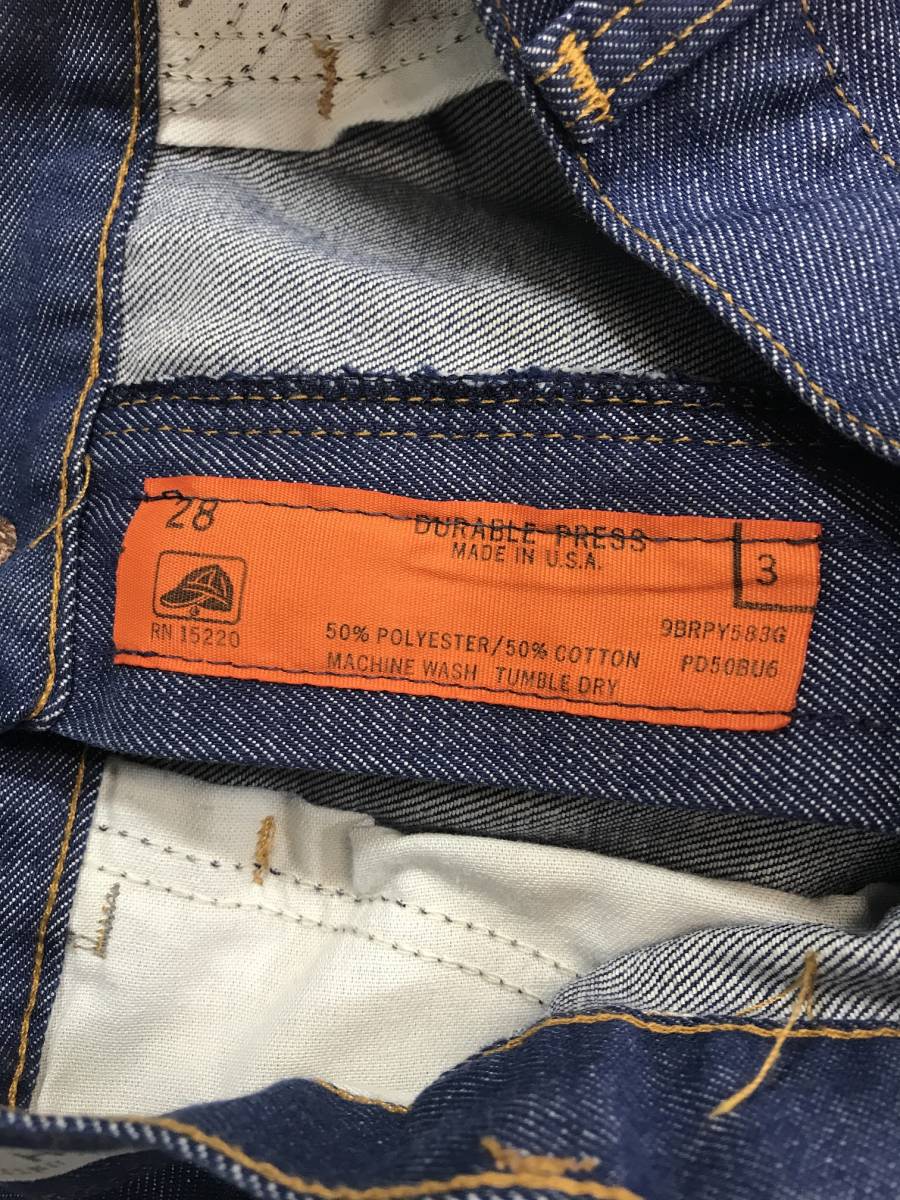 28
DURABLE PRESS
MADE IN U.S.A.
3
RN 15220
50% POLYESTER/50% COTTON
MACHINE WASH TUMBLE DRY
9BRPY583G
PD50BU6